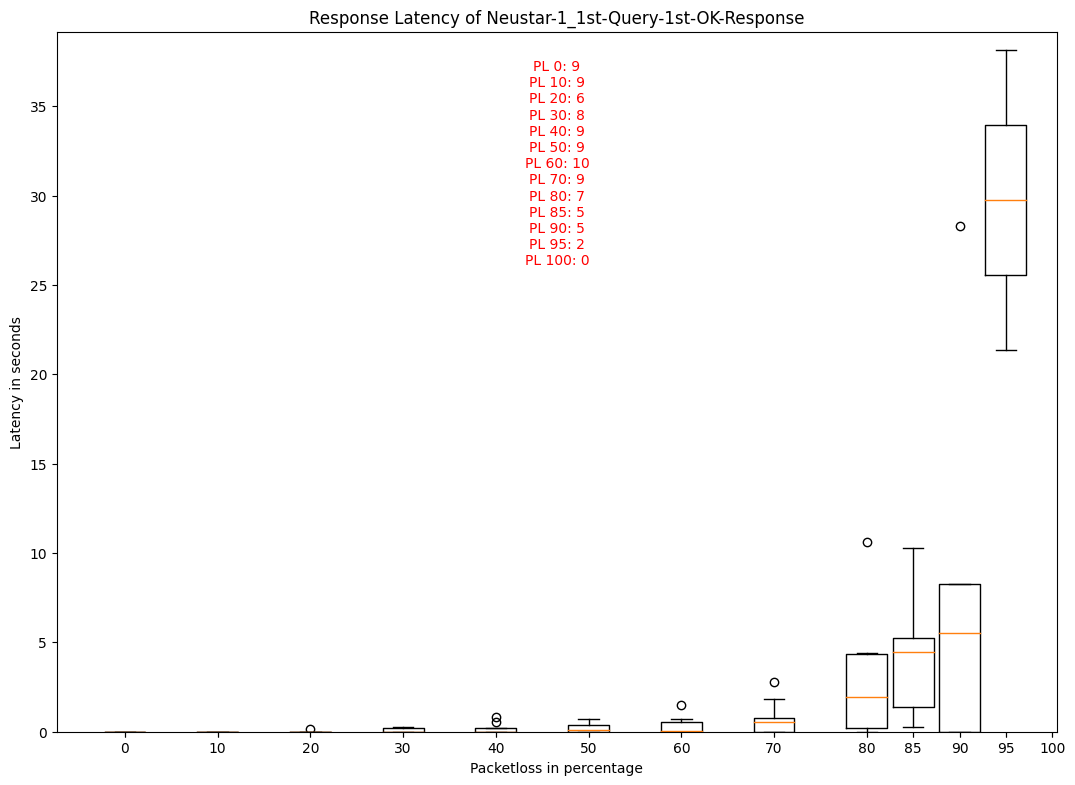 Response Latency of Neustar-1_1st-Query-1st-OK-Response
PL 0: 9
PL 10: 9
PL 20: 6
PL 30: 8
PL 40: 9
PL 50: 9
PL 60: 10
PL 70: 9
PL 80: 7
PL 85: 5
PL 90: 5
PL 95: 2
PL 100: 0
Latency in seconds
35
30
25
20
15
10
5
0
0 10 20 30 40 50 60 70 80 85 90 95 100
Packetloss in percentage